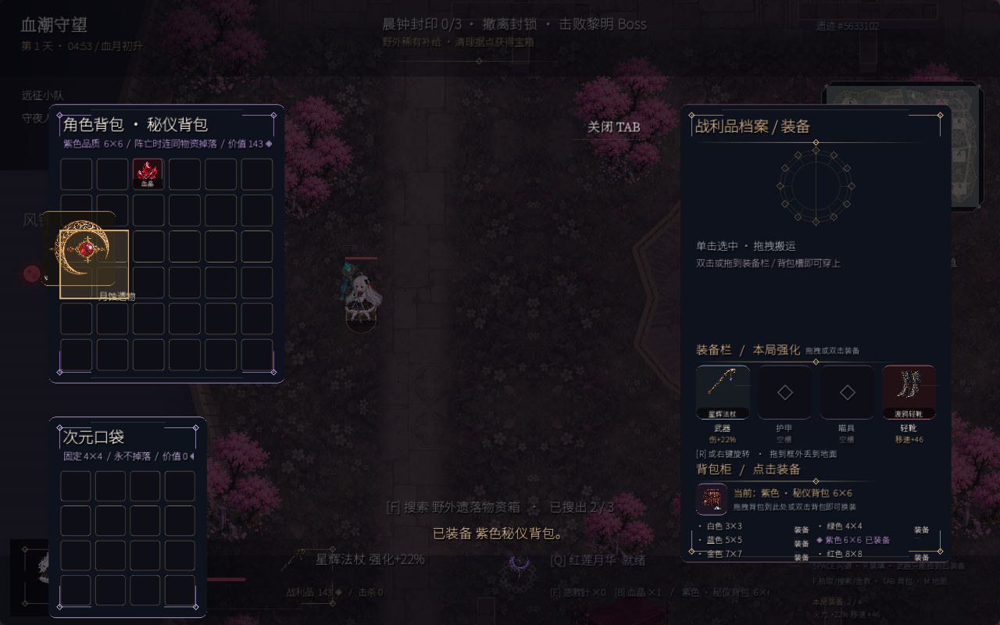 血潮守望
第 1 天 · 04:53 / 血月初升
晨钟封印 0/3 · 撤离封锁 · 击败黎明 Boss
野外稀有补给 · 清理据点获得宝箱
遗迹 #5633102
远征小队
守夜人
角色背包 · 秘仪背包
紫色品质 6×6 / 阵亡时连同物资掉落 / 价值 143 ◈
血晶
月蚀遗物
关闭 TAB
战利品档案 / 装备
单击选中 · 拖拽搬运
双击或拖到装备栏 / 背包槽即可穿上
装备栏 / 本局强化 拖拽或双击装备
星辉法杖
渡鸦轻靴
武器 护甲 瞄具 轻靴
伤+22% 空槽 空槽 移速+46
[R] 或右键旋转 · 拖到框外丢到地面
背包柜 / 点击装备
当前：紫色 · 秘仪背包 6×6
拖拽背包到此处或双击背包即可换装
· 白色 3×3 装备 · 绿色 4×4 装备
· 蓝色 5×5 装备 ◈ 紫色 6×6 已装备
· 金色 7×7 装备 · 红色 8×8 装备
次元口袋
固定 4×4 / 永不掉落 / 价值 0
[F] 搜索 野外遗落物资箱 · 已搜出 2 / 3
已装备 紫色秘仪背包。
星辉法杖 强化+22%
战利品 143 ◈ / 击杀 0
[Q] 红莲月华 就绪
[F] 急救针 ×0 [B] 血晶 ×1 / 紫色 · 秘仪背包 6×
F 拾取/搜索/急救 · TAB 背包 · M 地图
本局装备 2 / 4
火力 +22% 移速 +46